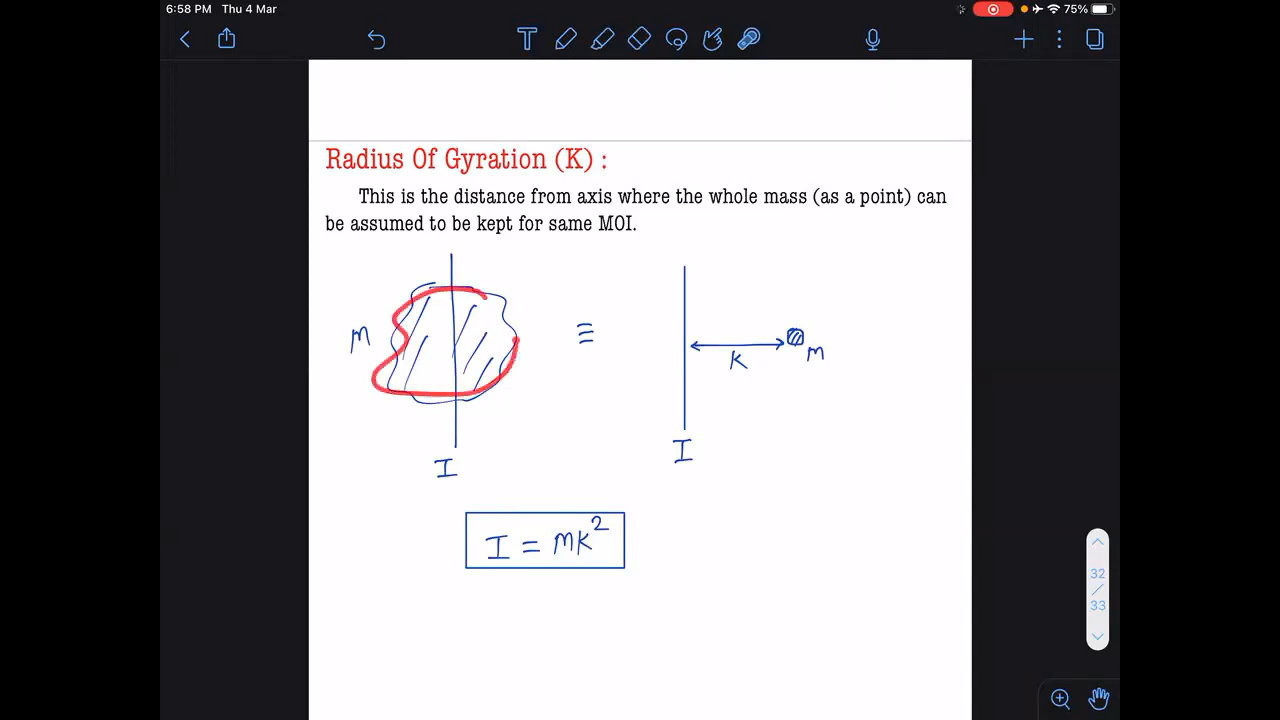 6:58 PM Thu 4 Mar
75%
Radius Of Gyration (K) :
This is the distance from axis where the whole mass (as a point) can
be assumed to be kept for same MOI.
M
≡
K
M
I
I
I = MK²
32
/
33